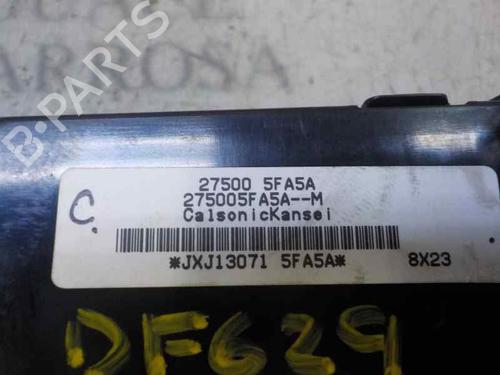 B-PARTS
C.
27500 5FA5A
275005FA5A--M
CalsonicKansei
*JXJ13071 5FA5A*
8X23
DF629